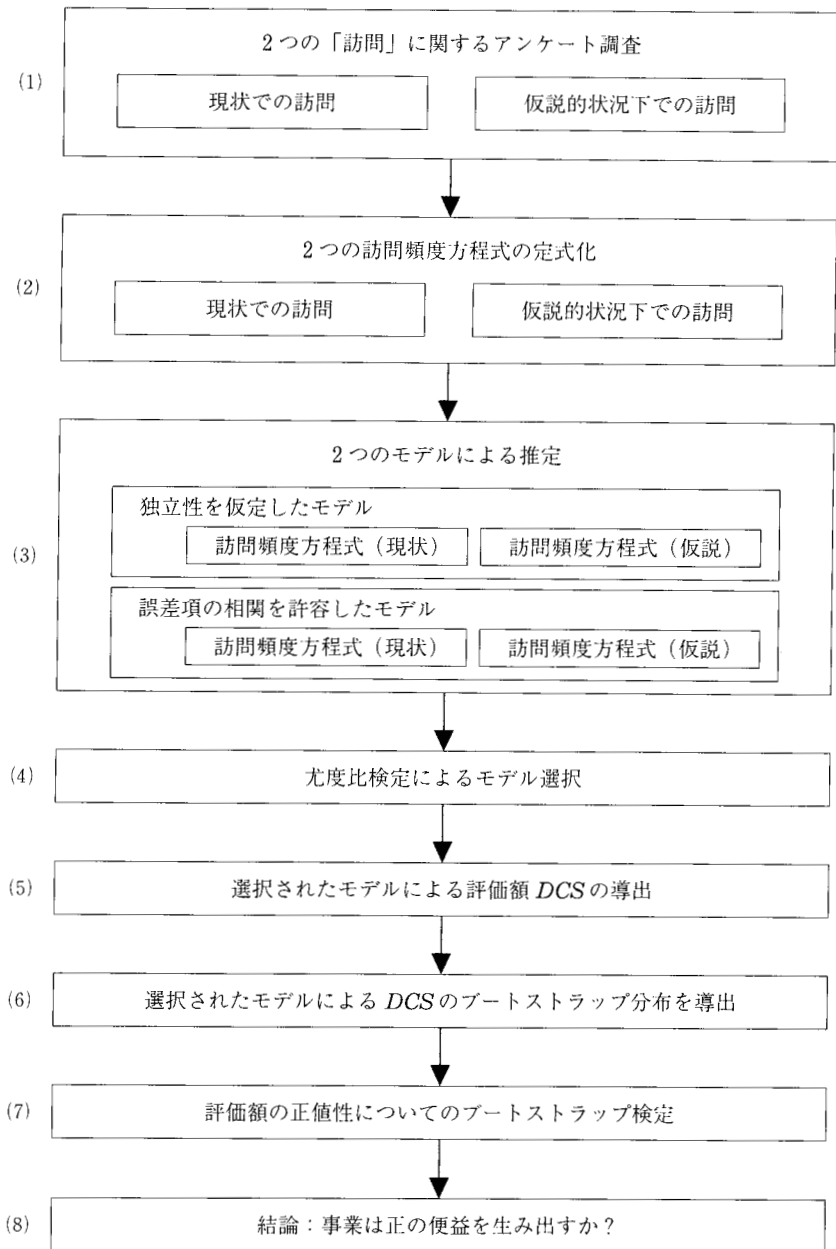 2つの「訪問」に関するアンケート調査
(1)
現状での訪問
仮説的状況下での訪問
2つの訪問頻度方程式の定式化
(2)
現状での訪問
仮説的状況下での訪問
2つのモデルによる推定
独立性を仮定したモデル
(3)
訪問頻度方程式（現状）
訪問頻度方程式（仮説）
誤差項の相関を許容したモデル
訪問頻度方程式（現状）
訪問頻度方程式（仮説）
(4)
尤度比検定によるモデル選択
(5)
選択されたモデルによる評価額 DCS の導出
(6)
選択されたモデルによる DCS のブートストラップ分布を導出
(7)
評価額の正値性についてのブートストラップ検定
(8)
結論：事業は正の便益を生み出すか？